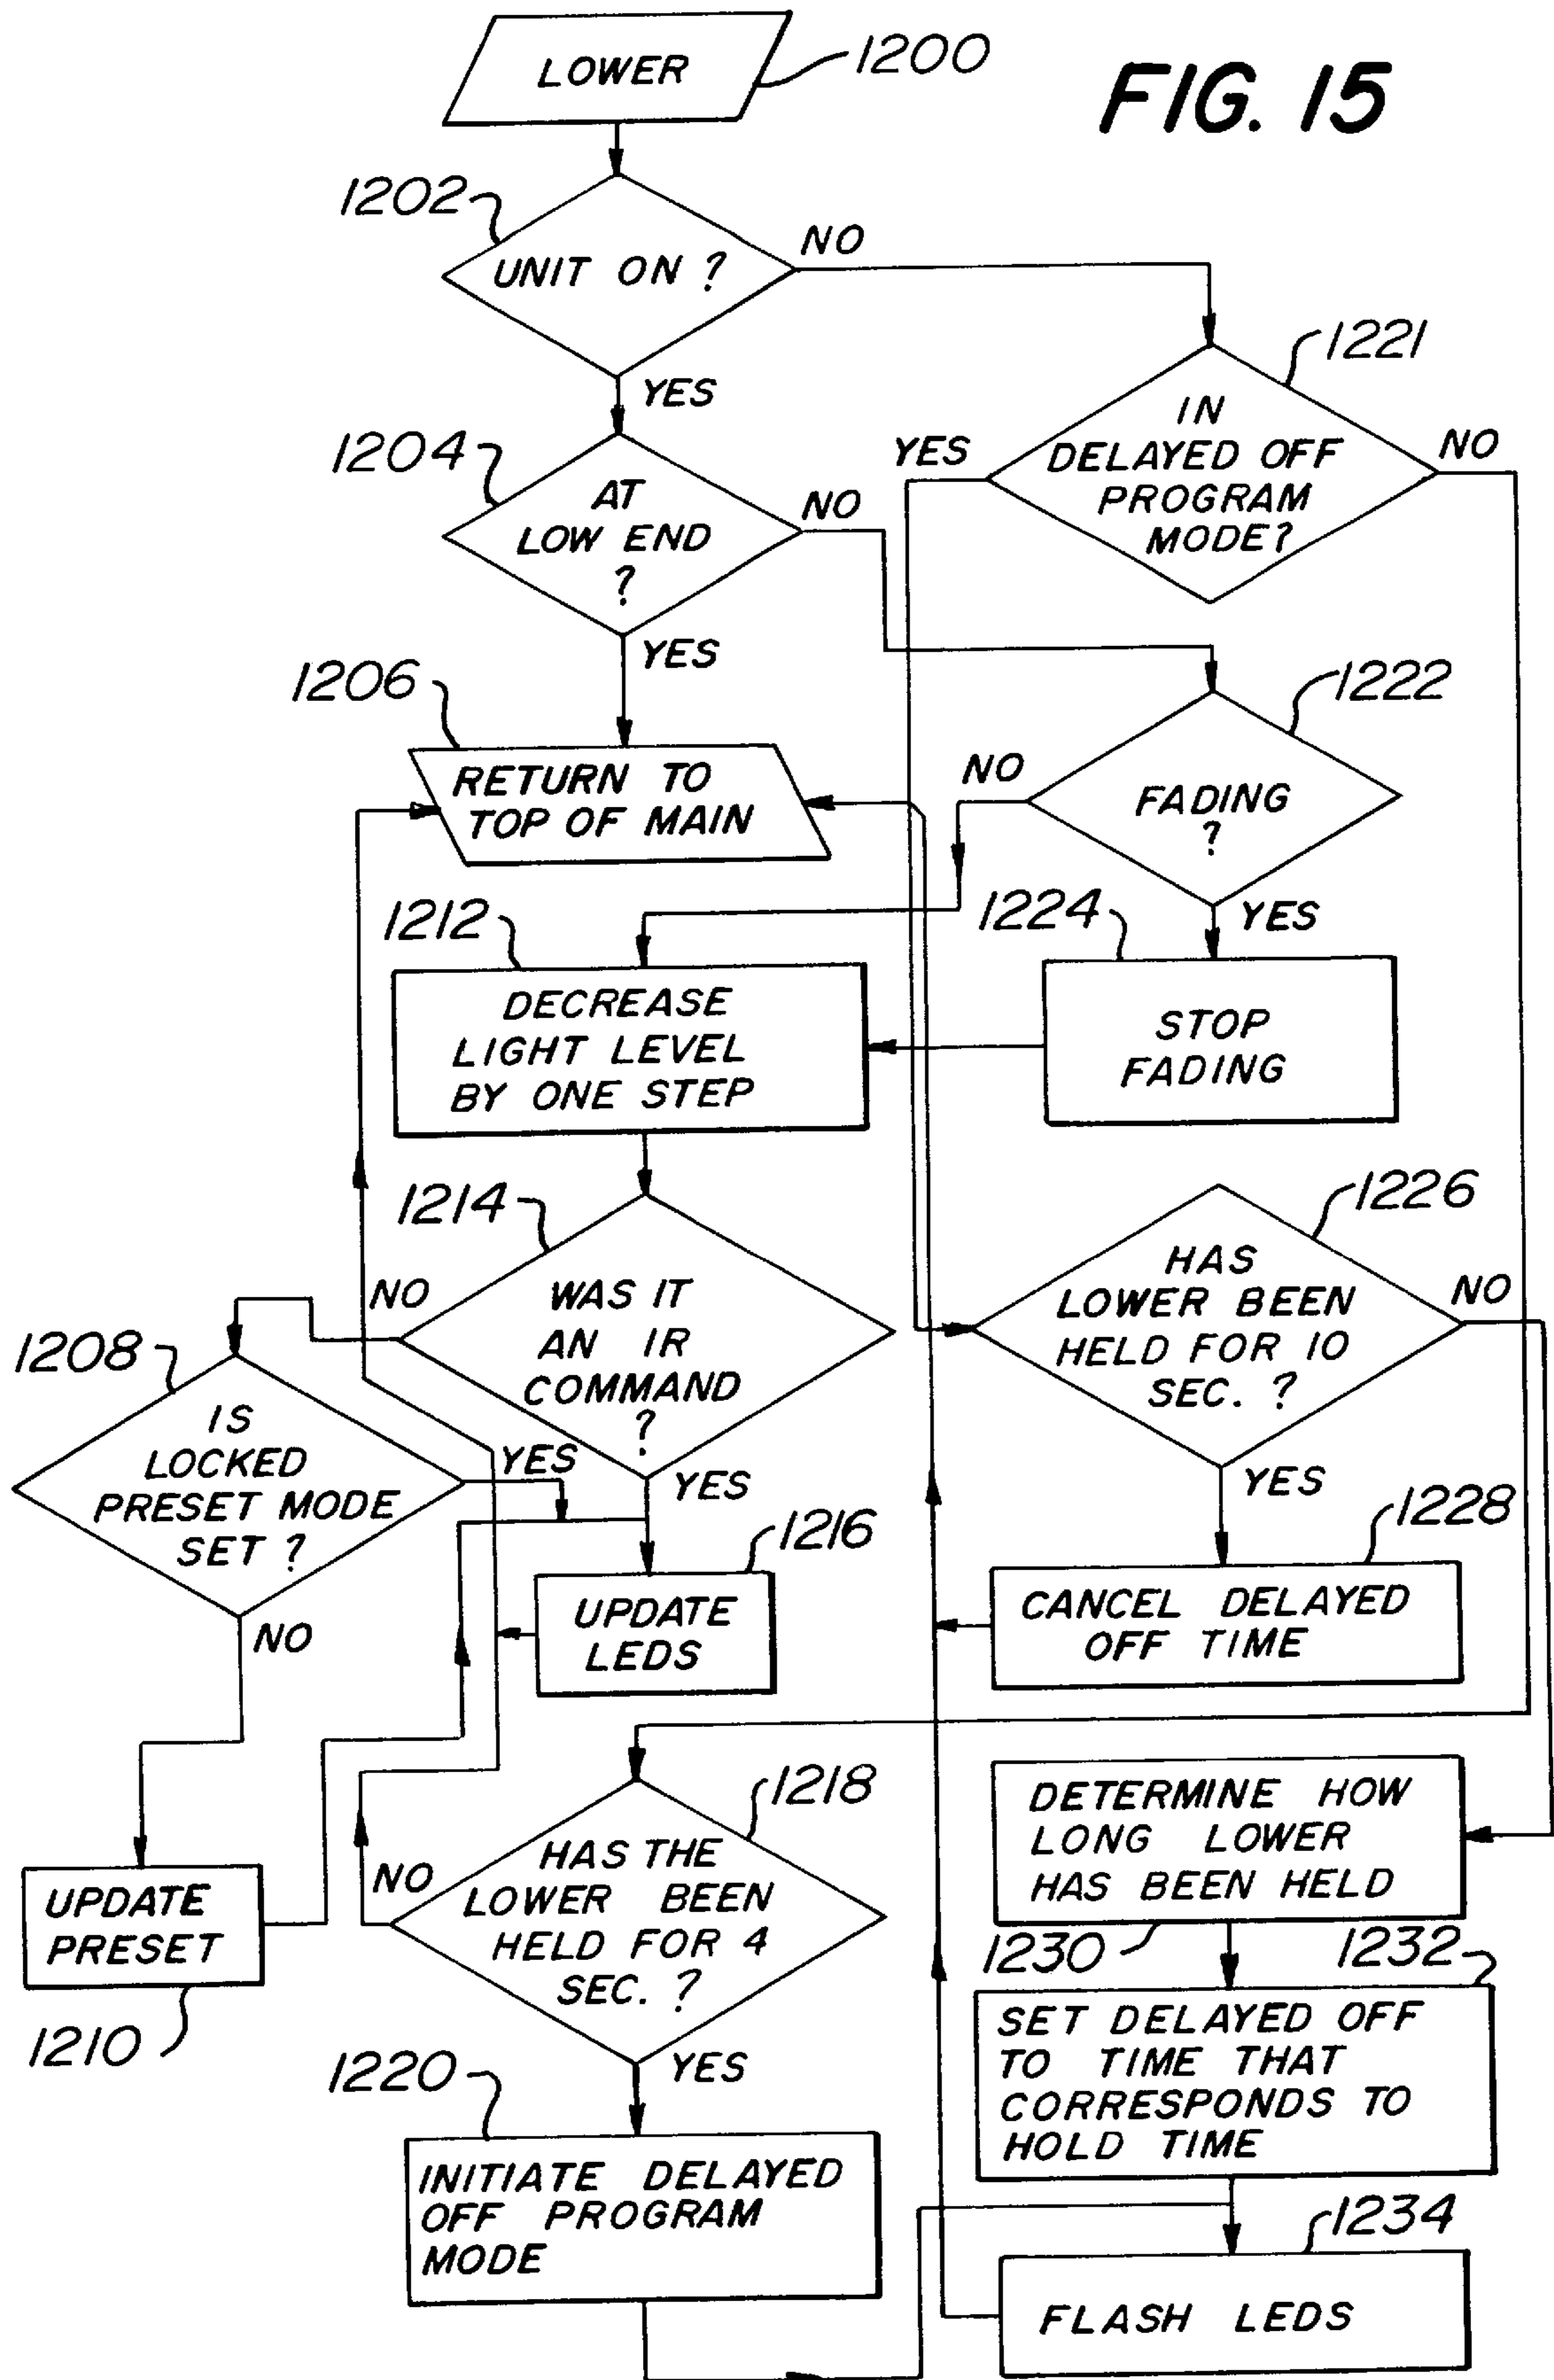 LOWER
1200
FIG. 15
1202
UNIT ON ?
NO
YES
1221
IN
DELAYED OFF
PROGRAM
MODE?
YES
NO
1204
AT
LOW END
?
NO
YES
1206
RETURN TO
TOP OF MAIN
1222
FADING
?
NO
YES
1212
DECREASE
LIGHT LEVEL
BY ONE STEP
1224
STOP
FADING
1214
WAS IT
AN IR
COMMAND
?
NO
YES
1226
HAS
LOWER BEEN
HELD FOR 10
SEC. ?
NO
YES
1208
IS
LOCKED
PRESET MODE
SET ?
YES
NO
1216
UPDATE
LEDS
1228
CANCEL DELAYED
OFF TIME
1218
HAS THE
LOWER BEEN
HELD FOR 4
SEC. ?
NO
YES
DETERMINE HOW
LONG LOWER
HAS BEEN HELD
1230
UPDATE
PRESET
1210
1232
SET DELAYED OFF
TO TIME THAT
CORRESPONDS TO
HOLD TIME
1220
INITIATE DELAYED
OFF PROGRAM
MODE
1234
FLASH LEDS